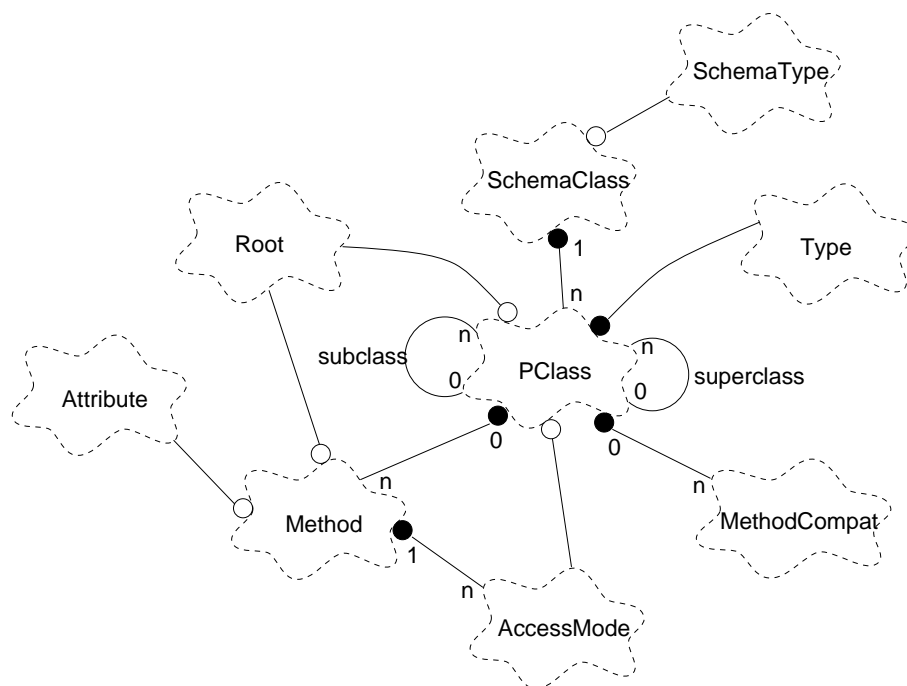 SchemaType
SchemaClass
Root
1
Type
n
subclass
n
n
PClass
superclass
0
0
Attribute
0
0
n
n
Method
MethodCompat
1
n
AccessMode